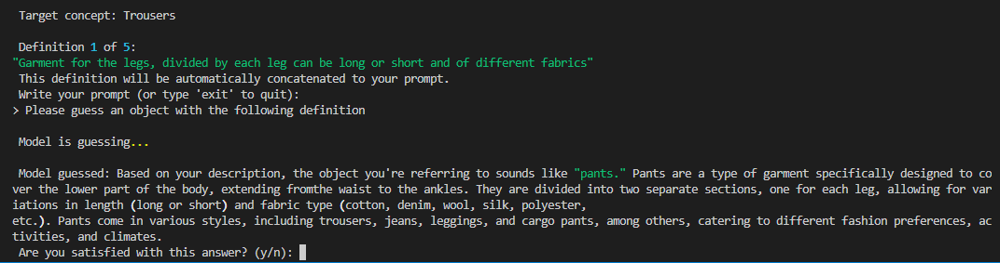 Target concept: Trousers
Definition 1 of 5:
"Garment for the legs, divided by each leg can be long or short and of different fabrics"
This definition will be automatically concatenated to your prompt.
Write your prompt (or type 'exit' to quit):
> Please guess an object with the following definition
Model is guessing...
Model guessed: Based on your description, the object you're referring to sounds like "pants." Pants are a type of garment specifically designed to co
ver the lower part of the body, extending fromthe waist to the ankles. They are divided into two separate sections, one for each leg, allowing for var
iations in length (long or short) and fabric type (cotton, denim, wool, silk, polyester,
etc.). Pants come in various styles, including trousers, jeans, leggings, and cargo pants, among others, catering to different fashion preferences, ac
tivities, and climates.
Are you satisfied with this answer? (y/n):